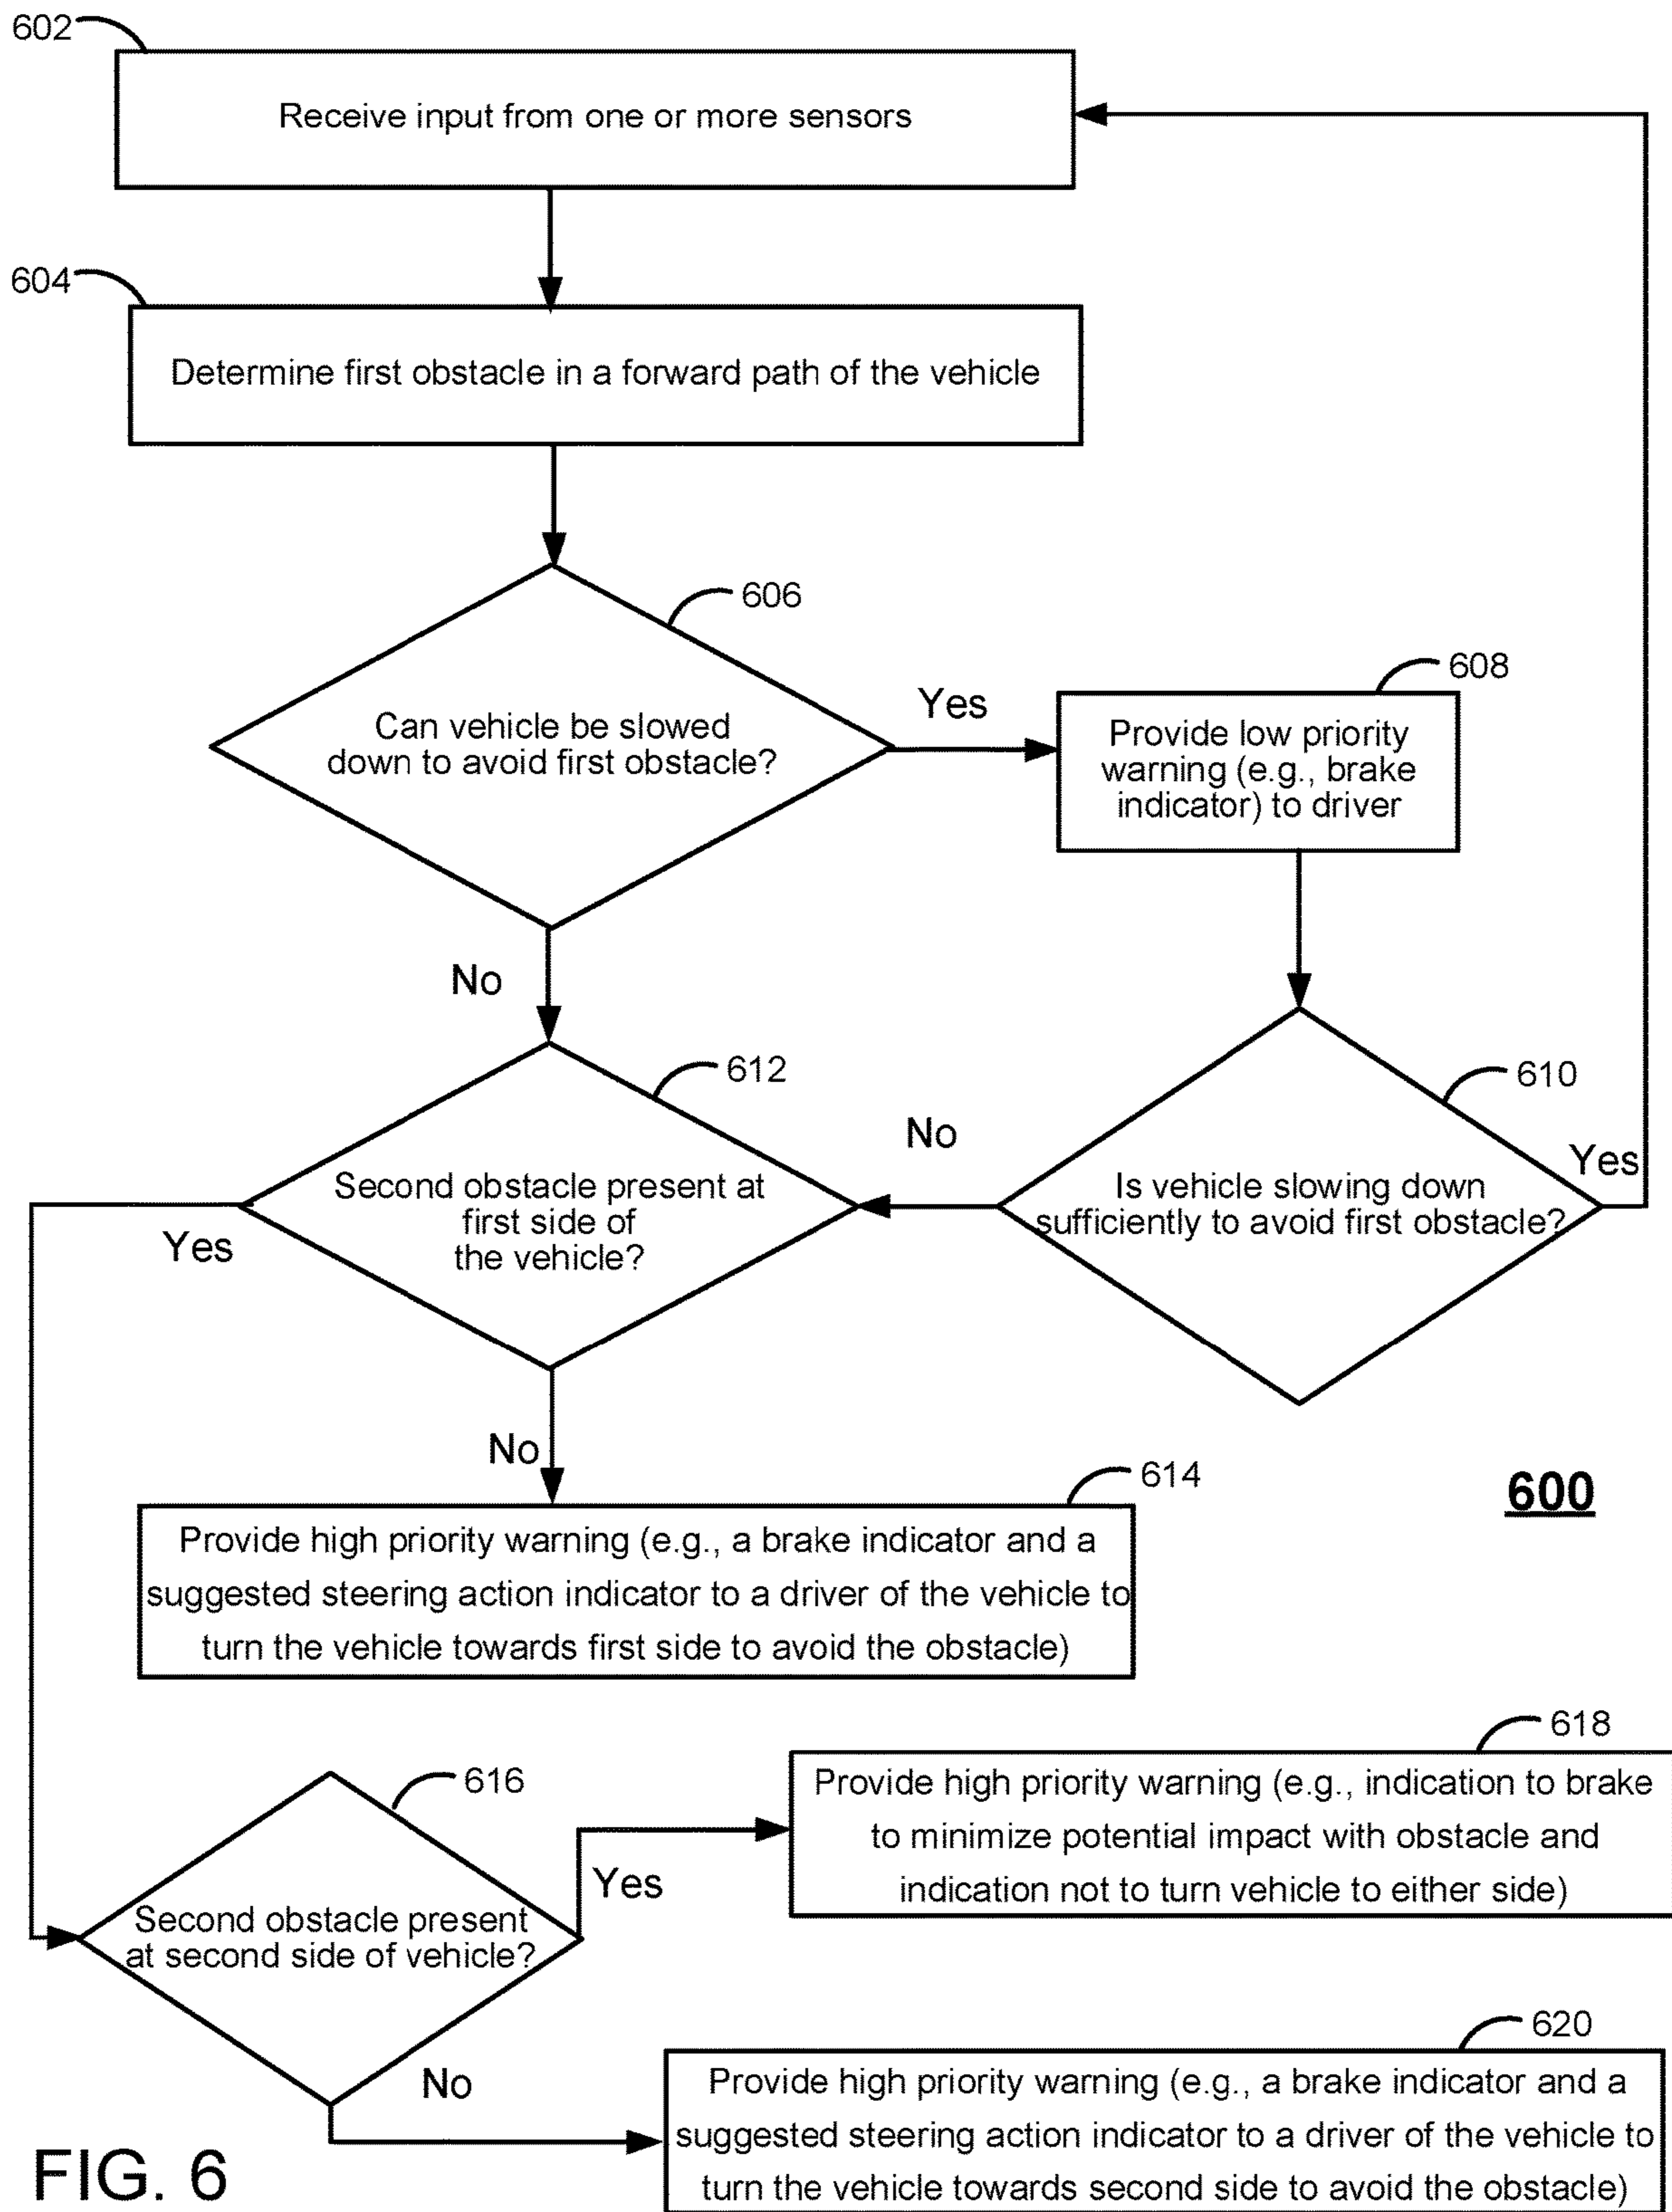 602
Receive input from one or more sensors
604
Determine first obstacle in a forward path of the vehicle
606
Can vehicle be slowed
down to avoid first obstacle?
Yes
608
Provide low priority
warning (e.g., brake
indicator) to driver
No
612
Second obstacle present at
first side of
the vehicle?
No
610
Is vehicle slowing down
sufficiently to avoid first obstacle?
Yes
Yes
No
614
Provide high priority warning (e.g., a brake indicator and a
suggested steering action indicator to a driver of the vehicle to
turn the vehicle towards first side to avoid the obstacle)
600
616
Second obstacle present
at second side of vehicle?
Yes
618
Provide high priority warning (e.g., indication to brake
to minimize potential impact with obstacle and
indication not to turn vehicle to either side)
No
620
Provide high priority warning (e.g., a brake indicator and a
suggested steering action indicator to a driver of the vehicle to
turn the vehicle towards second side to avoid the obstacle)
FIG. 6